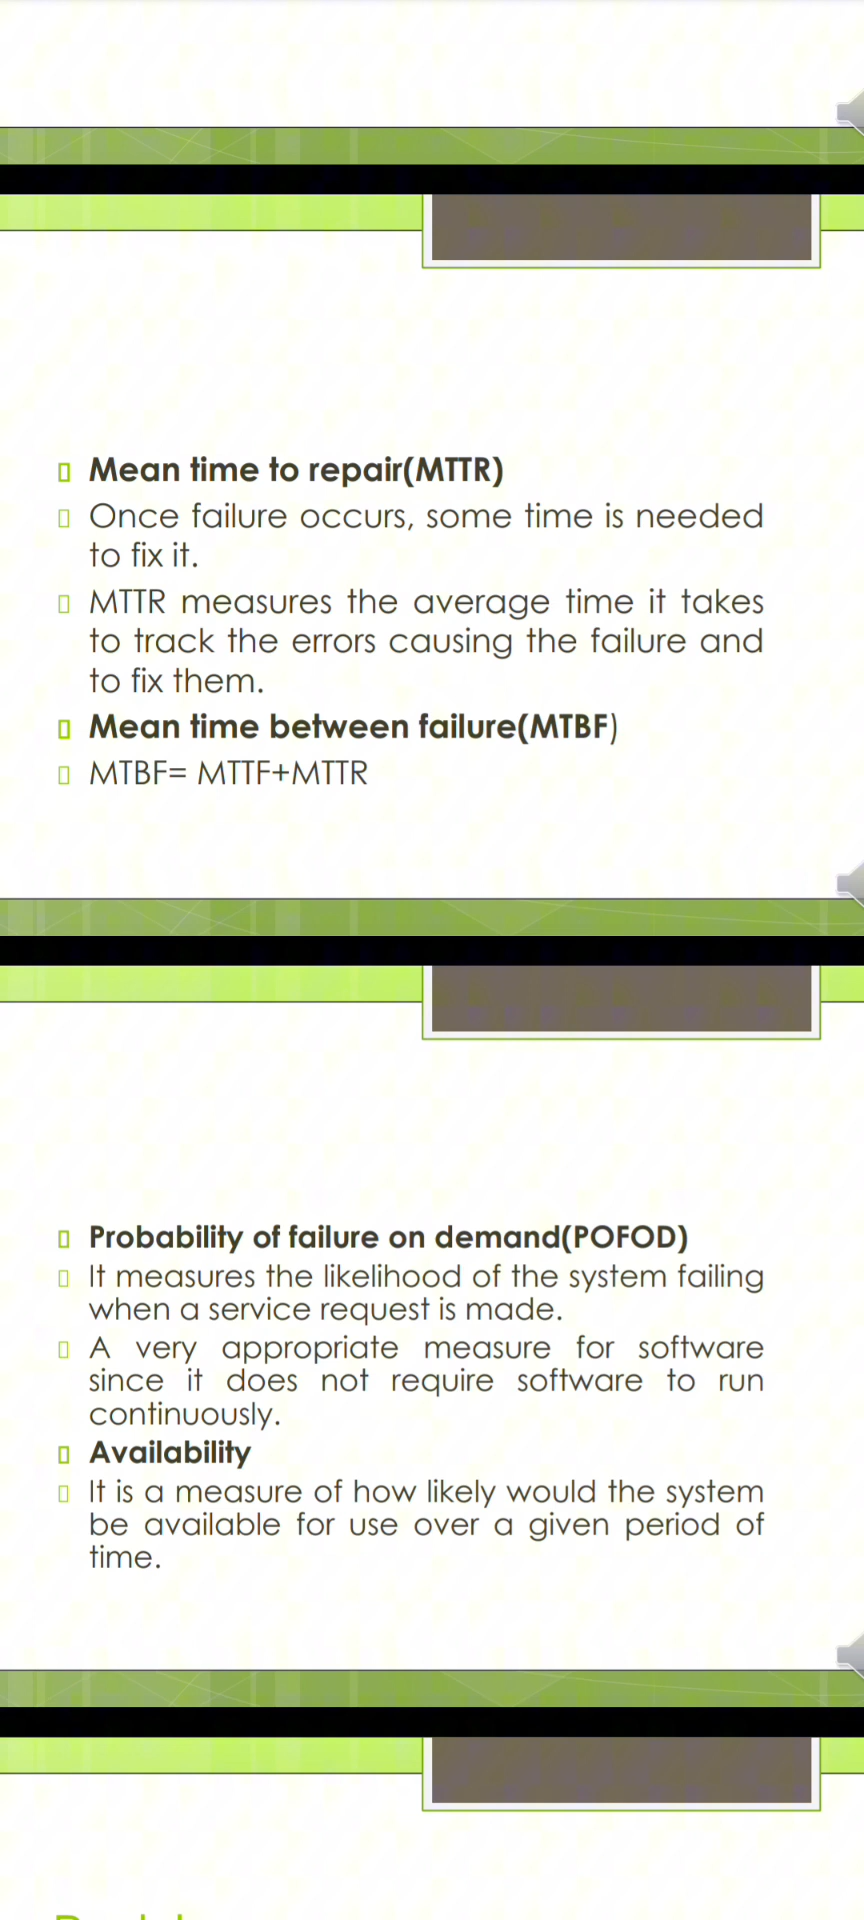 Mean time to repair(MTTR)
Once failure occurs, some time is needed
to fix it.
MTTR measures the average time it takes
to track the errors causing the failure and
to fix them.
Mean time between failure(MTBF)
MTBF= MTTF+MTTR
Probability of failure on demand(POFOD)
It measures the likelihood of the system failing
when a service request is made.
A very appropriate measure for software
since it does not require software to run
continuously.
Availability
It is a measure of how likely would the system
be available for use over a given period of
time.